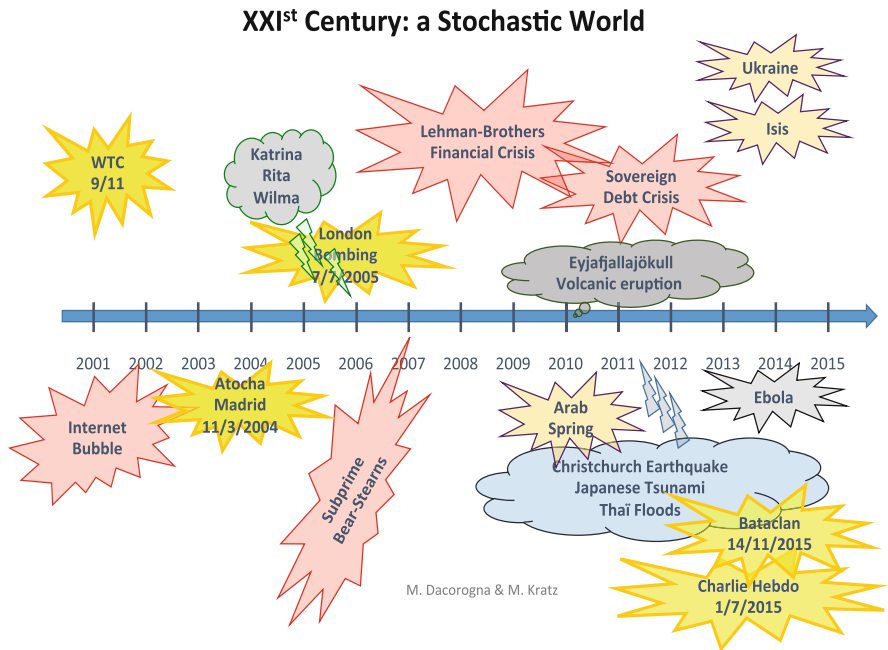 XXIst Century: a Stochastic World
Ukraine
Isis
WTC
9/11
Katrina
Rita
Wilma
Lehman-Brothers
Financial Crisis
Sovereign
Debt Crisis
London
Bombing
7/7/2005
Eyjafjallajökull
Volcanic eruption
2001 2002 2003 2004 2005 2006 2007 2008 2009 2010 2011 2012 2013 2014 2015
Internet
Bubble
Atocha
Madrid
11/3/2004
Subprime
Bear-Stearns
Arab
Spring
Ebola
Christchurch Earthquake
Japanese Tsunami
Thaï Floods
Bataclan
14/11/2015
Charlie Hebdo
1/7/2015
M. Dacorogna & M. Kratz